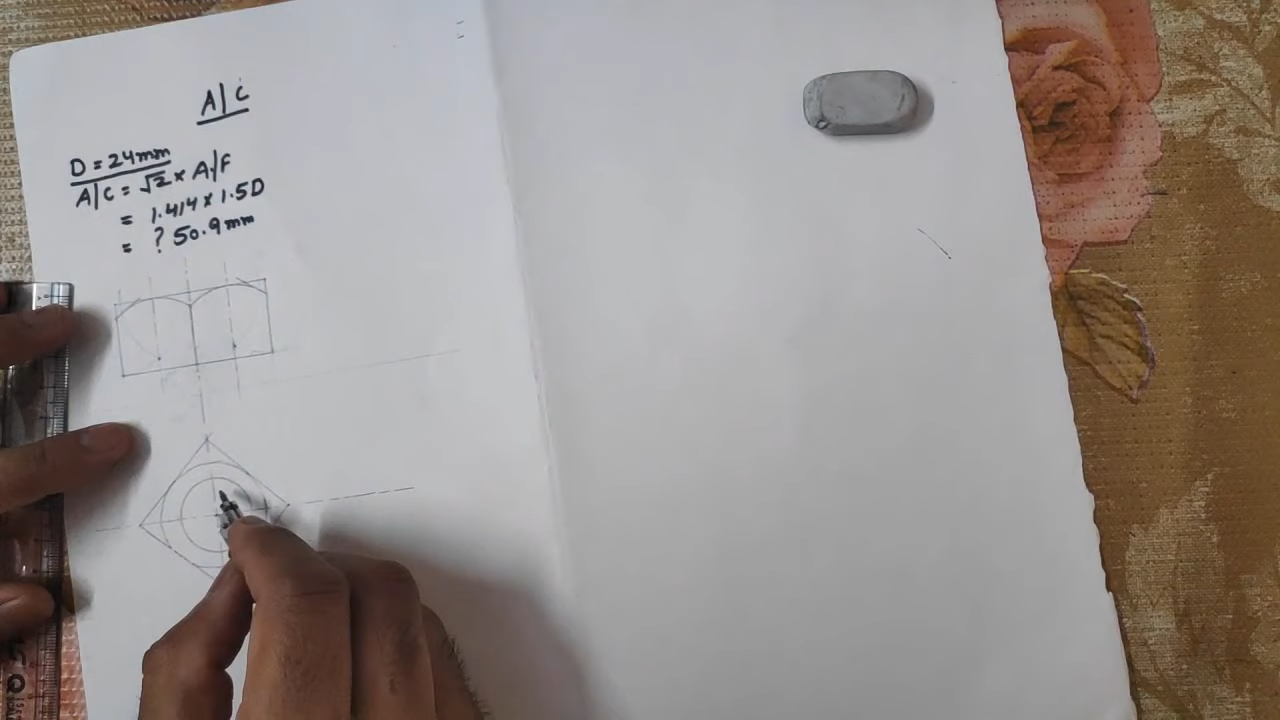 A/C
D = 24mm
A/C = √2 × A/F
= 1.414 × 1.5D
= ? 50.9mm